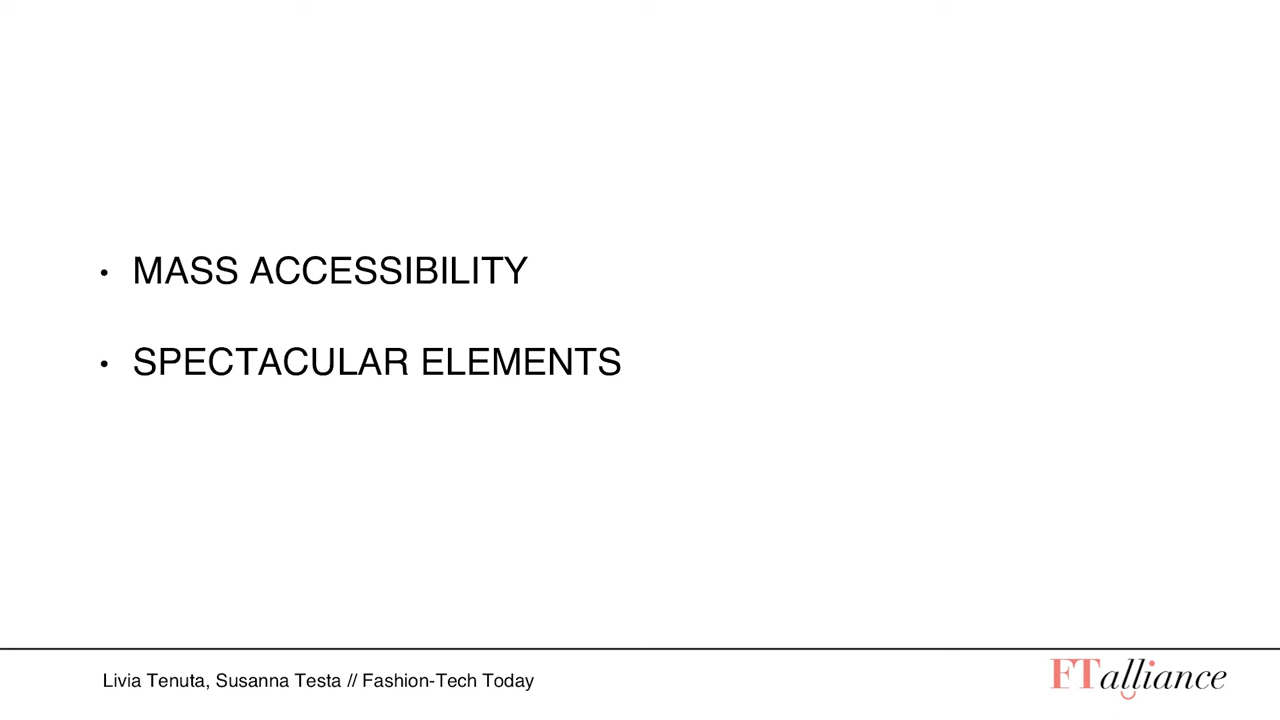 • MASS ACCESSIBILITY
• SPECTACULAR ELEMENTS
Livia Tenuta, Susanna Testa // Fashion-Tech Today
FTalliance